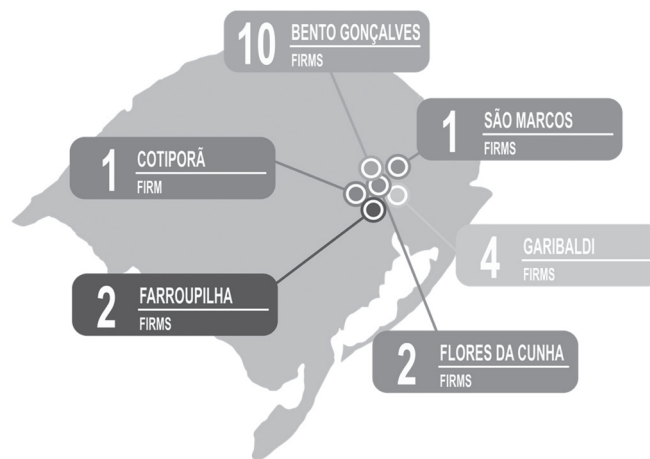 10 BENTO GONÇALVES
FIRMS
1 SÃO MARCOS
FIRMS
1 COTIPORÃ
FIRM
4 GARIBALDI
FIRMS
2 FARROUPILHA
FIRMS
2 FLORES DA CUNHA
FIRMS